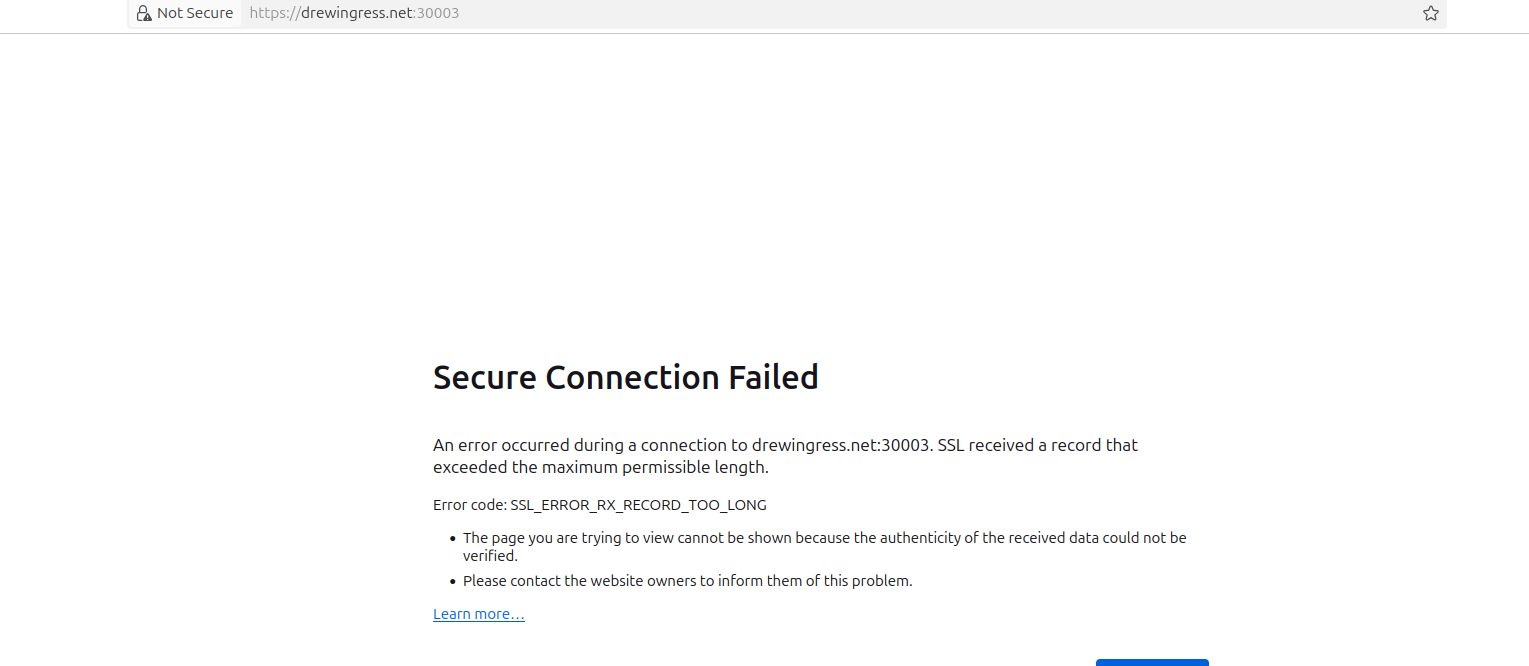 Not Secure https://drewingress.net:30003
Secure Connection Failed
An error occurred during a connection to drewingress.net:30003. SSL received a record that
exceeded the maximum permissible length.
Error code: SSL_ERROR_RX_RECORD_TOO_LONG
• The page you are trying to view cannot be shown because the authenticity of the received data could not be
verified.
• Please contact the website owners to inform them of this problem.
Learn more…